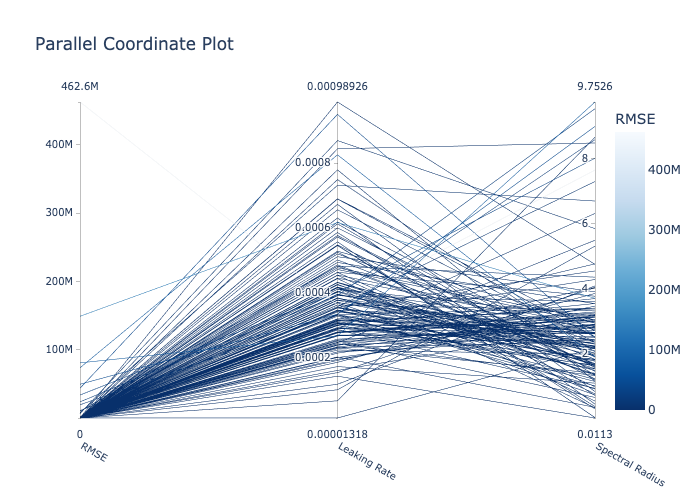 Parallel Coordinate Plot
462.6M
0.00098926
9.7526
RMSE
400M
300M
200M
100M
0.0008
0.0006
0.0004
0.0002
8
6
4
2
400M
300M
200M
100M
0
0
0.00001318
0.0113
RMSE
Leaking Rate
Spectral Radius